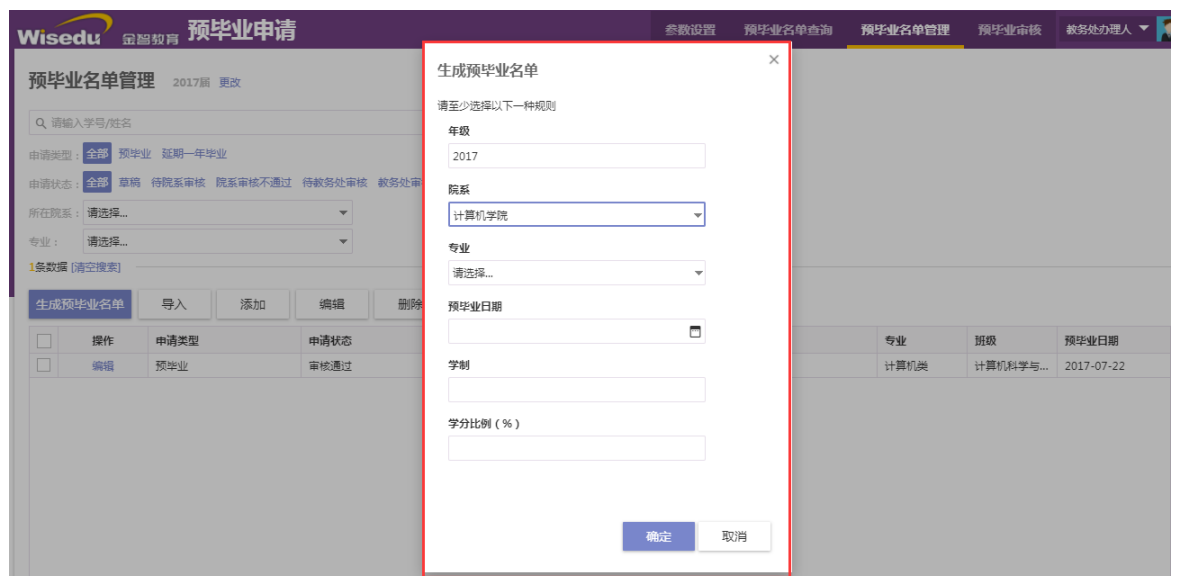 Wisedu 金智教育 预毕业申请 参数设置 预毕业名单查询 预毕业名单管理 预毕业审核 教务处办理人
预毕业名单管理 2017届 更改
请输入学号/姓名
申请类型: 全部 预毕业 延期一年毕业
申请状态: 全部 草稿 待院系审核 院系审核不通过 待教务处审核 教务处审
所在院系: 请选择...
专业: 请选择...
1条数据 [清空搜索]
生成预毕业名单 导入 添加 编辑 删除
操作 申请类型 申请状态 专业 班级 预毕业日期
编辑 预毕业 审核通过 计算机类 计算机科学与... 2017-07-22
生成预毕业名单
请至少选择以下一种规则
年级
2017
院系
计算机学院
专业
请选择...
预毕业日期
学制
学分比例(%)
确定 取消